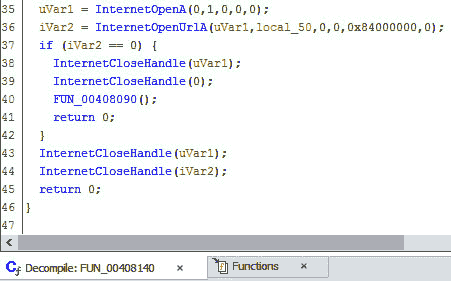 35 uVar1 = InternetOpenA(0,1,0,0,0);
36 iVar2 = InternetOpenUrlA(uVar1,local_50,0,0,0x84000000,0);
37 if (iVar2 == 0) {
38 InternetCloseHandle(uVar1);
39 InternetCloseHandle(0);
40 FUN_00408090();
41 return 0;
42 }
43 InternetCloseHandle(uVar1);
44 InternetCloseHandle(iVar2);
45 return 0;
46 }
47
Decompile: FUN_00408140 × Functions ×